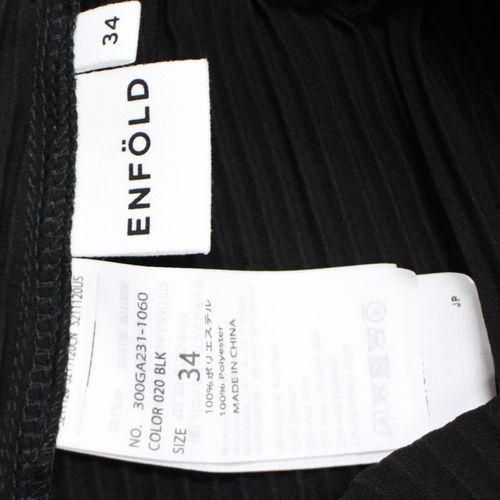 34
ENFÖLD
NO. 300GA231-1060
COLOR 020 BLK
SIZE 34
100% ポリエステル
100% Polyester
MADE IN CHINA
JP